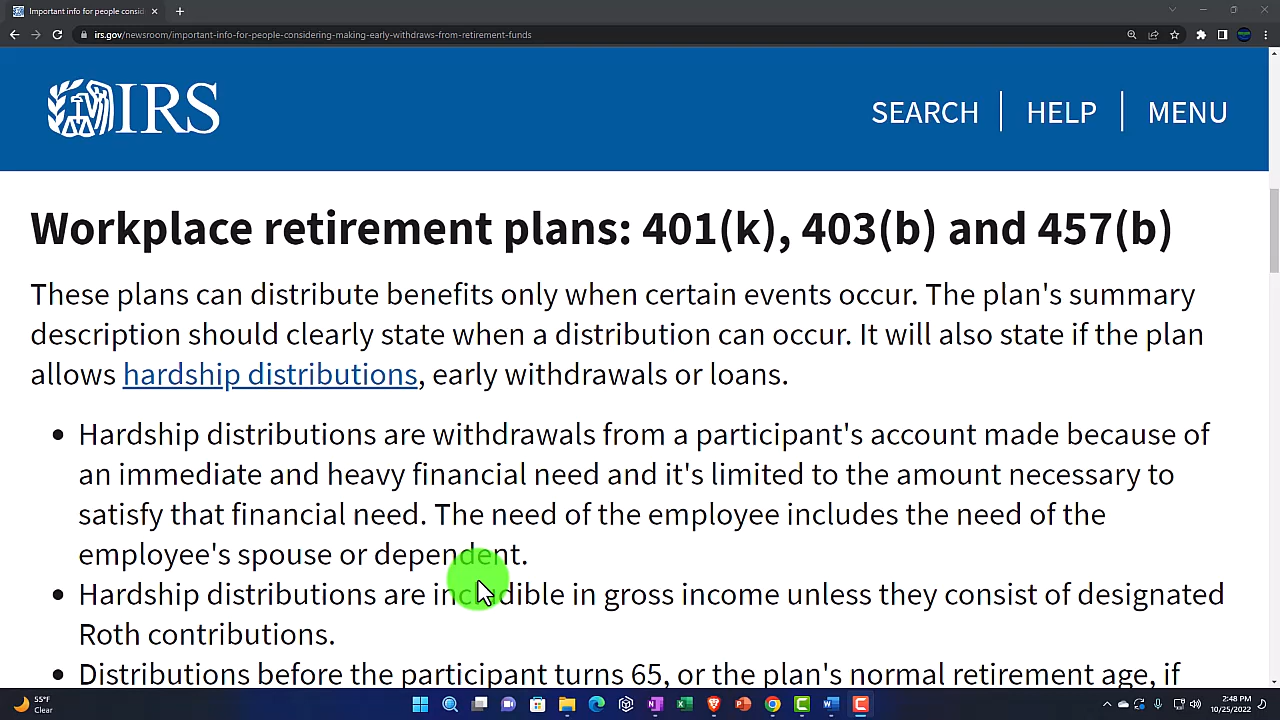 Important info for people consid
irs.gov/newsroom/important-info-for-people-considering-making-early-withdraws-from-retirement-funds
IRS
SEARCH
HELP
MENU
Workplace retirement plans: 401(k), 403(b) and 457(b)
These plans can distribute benefits only when certain events occur. The plan's summary
description should clearly state when a distribution can occur. It will also state if the plan
allows hardship distributions, early withdrawals or loans.
Hardship distributions are withdrawals from a participant's account made because of
an immediate and heavy financial need and it's limited to the amount necessary to
satisfy that financial need. The need of the employee includes the need of the
employee's spouse or dependent.
Hardship distributions are includible in gross income unless they consist of designated
Roth contributions.
Distributions before the participant turns 65, or the plan's normal retirement age, if
55°F
Clear
2:48 PM
10/25/2022